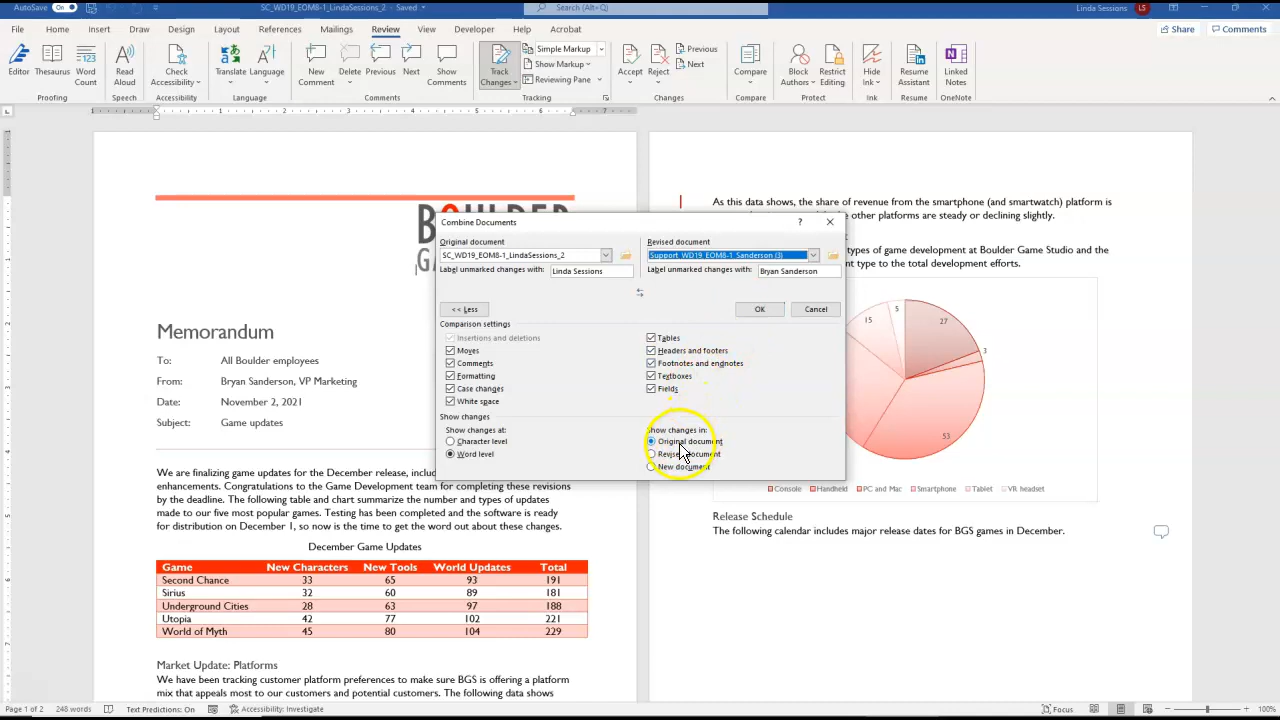 AutoSave On SC_WD19_EOM8-1_LindaSessions_2 - Saved Search (Alt+Q) Linda Sessions LS
File Home Insert Draw Design Layout References Mailings Review View Developer Help Acrobat Share Comments
Editor Thesaurus Word Count Read Aloud Check Accessibility Translate Language New Comment Delete Previous Next Show Comments Track Changes Simple Markup Show Markup Reviewing Pane Accept Reject Previous Next Compare Block Authors Restrict Editing Hide Ink Resume Assistant Linked Notes
Proofing Speech Accessibility Language Comments Tracking Changes Compare Protect Ink Resume OneNote
1 1 2 3 4 5 6 7
BOULDER
Memorandum
To: All Boulder employees
From: Bryan Sanderson, VP Marketing
Date: November 2, 2021
Subject: Game updates
We are finalizing game updates for the December release, inclu
enhancements. Congratulations to the Game Development team for completing these revisions
by the deadline. The following table and chart summarize the number and types of updates
made to our five most popular games. Testing has been completed and the software is ready
for distribution on December 1, so now is the time to get the word out about these changes.
December Game Updates
Game New Characters New Tools World Updates Total
Second Chance 33 65 93 191
Sirius 32 60 89 181
Underground Cities 28 63 97 188
Utopia 42 77 102 221
World of Myth 45 80 104 229
Market Update: Platforms
We have been tracking customer platform preferences to make sure BGS is offering a platform
mix that appeals most to our customers and potential customers. The following data shows
Combine Documents ?
Original document Revised document
SC_WD19_EOM8-1_LindaSessions_2 Support_WD19_EOM8-1_Sanderson (3)
Label unmarked changes with: Linda Sessions Label unmarked changes with: Bryan Sanderson
<< Less OK Cancel
Comparison settings
Insertions and deletions Tables
Moves Headers and footers
Comments Footnotes and endnotes
Formatting Textboxes
Case changes Fields
White space
Show changes
Show changes at: Show changes in:
Character level Original document
Word level Revised document
New document
As this data shows, the share of revenue from the smartphone (and smartwatch) platform is
other platforms are steady or declining slightly.
types of game development at Boulder Game Studio and the
nt type to the total development efforts.
15 5 27 3 53
Console Handheld PC and Mac Smartphone Tablet VR headset
Release Schedule
The following calendar includes major release dates for BGS games in December.
Page 1 of 2 248 words Text Predictions: On Accessibility: Investigate Focus 100%